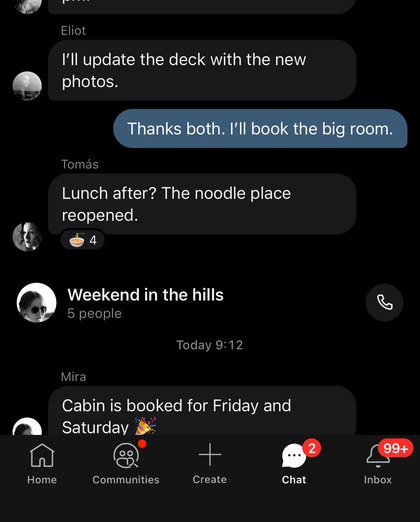 Eliot
I’ll update the deck with the new
photos.
Thanks both. I’ll book the big room.
Tomás
Lunch after? The noodle place
reopened.
🍜 4
Weekend in the hills
5 people
Today 9:12
Mira
Cabin is booked for Friday and
Saturday 🎉
2
99+
Home
Communities
Create
Chat
Inbox